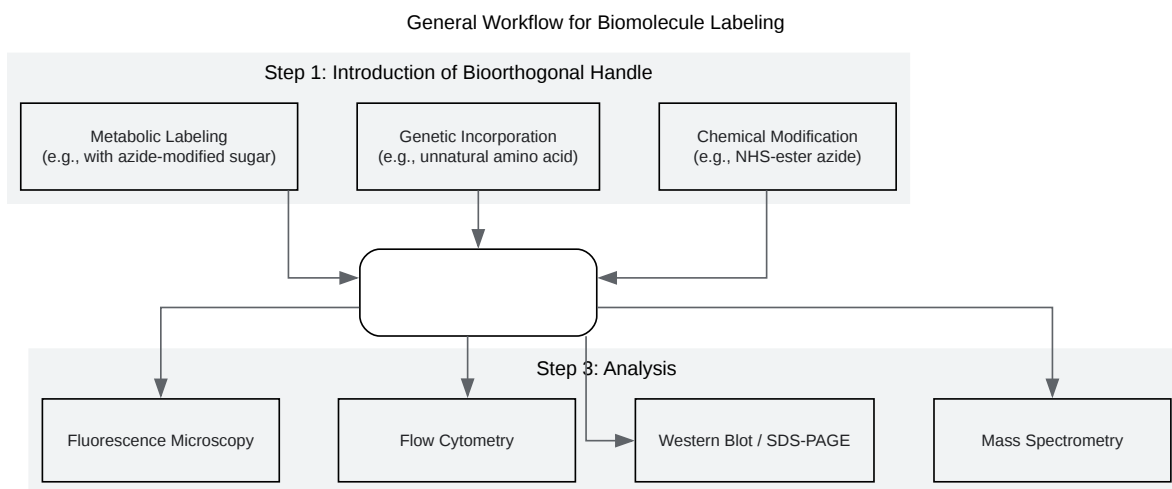 General Workflow for Biomolecule Labeling
Step 1: Introduction of Bioorthogonal Handle
Metabolic Labeling
(e.g., with azide-modified sugar)
Genetic Incorporation
(e.g., unnatural amino acid)
Chemical Modification
(e.g., NHS-ester azide)
Step 3: Analysis
Fluorescence Microscopy
Flow Cytometry
Western Blot / SDS-PAGE
Mass Spectrometry